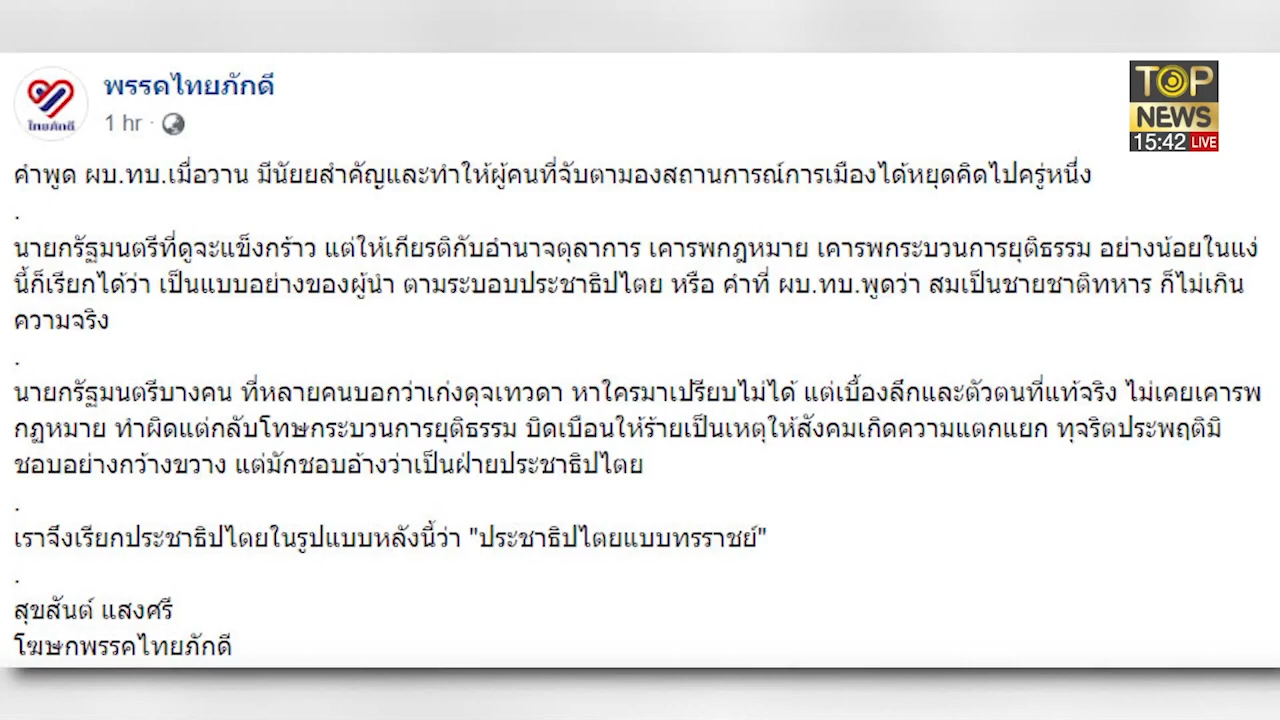 พรรคไทยภักดี
ไทยภักดี
1 hr ·
TOP
NEWS
15:42 LIVE
คำพูด ผบ.ทบ.เมื่อวาน มีนัยยสำคัญและทำให้ผู้คนที่จับตามองสถานการณ์การเมืองได้หยุดคิดไปครู่หนึ่ง
.
นายกรัฐมนตรีที่ดูจะแข็งกร้าว แต่ให้เกียรติกับอำนาจตุลาการ เคารพกฎหมาย เคารพกระบวนการยุติธรรม อย่างน้อยในแง่
นี้ก็เรียกได้ว่า เป็นแบบอย่างของผู้นำ ตามระบอบประชาธิปไตย หรือ คำที่ ผบ.ทบ.พูดว่า สมเป็นชายชาติทหาร ก็ไม่เกิน
ความจริง
.
นายกรัฐมนตรีบางคน ที่หลายคนบอกว่าเก่งดุจเทวดา หาใครมาเปรียบไม่ได้ แต่เบื้องลึกและตัวตนที่แท้จริง ไม่เคยเคารพ
กฎหมาย ทำผิดแต่กลับโทษกระบวนการยุติธรรม บิดเบือนให้ร้ายเป็นเหตุให้สังคมเกิดความแตกแยก ทุจริตประพฤติมิ
ชอบอย่างกว้างขวาง แต่มักชอบอ้างว่าเป็นฝ่ายประชาธิปไตย
.
เราจึงเรียกประชาธิปไตยในรูปแบบหลังนี้ว่า "ประชาธิปไตยแบบทรราชย์"
.
สุขสันต์ แสงศรี
โฆษกพรรคไทยภักดี